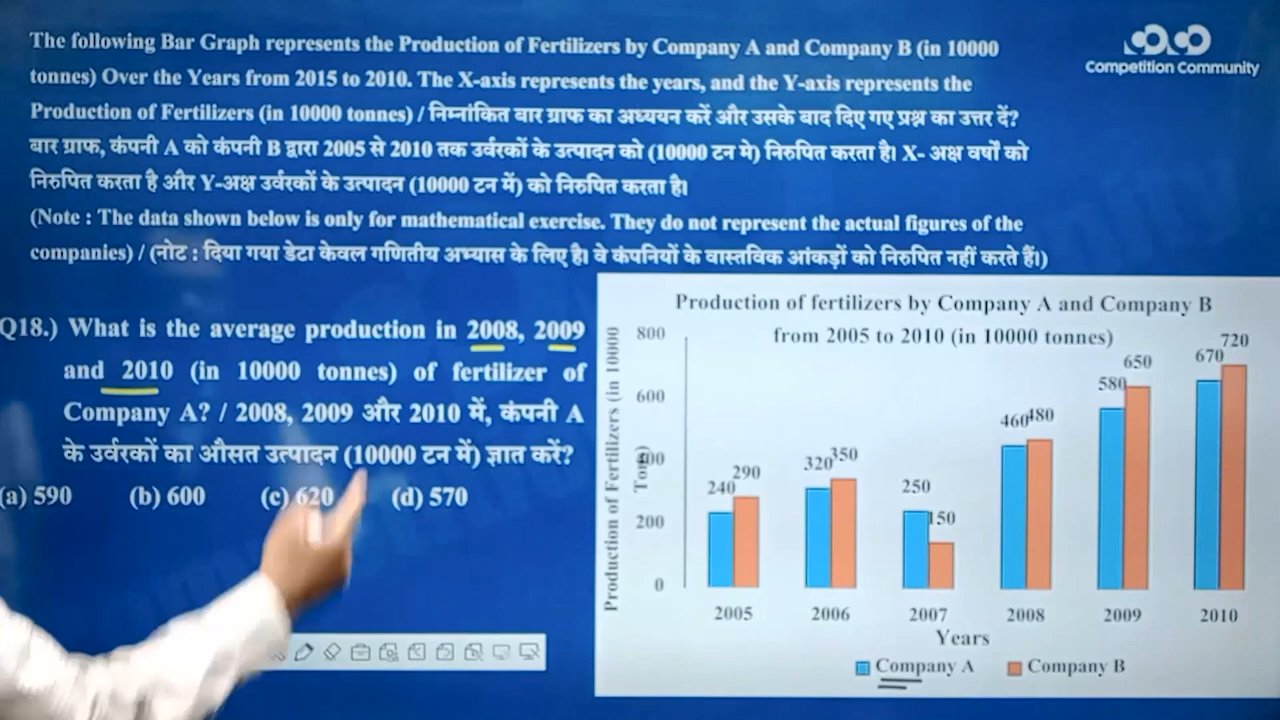 The following Bar Graph represents the Production of Fertilizers by Company A and Company B (in 10000
tonnes) Over the Years from 2015 to 2010. The X-axis represents the years, and the Y-axis represents the
Production of Fertilizers (in 10000 tonnes) / निम्नांकित बार ग्राफ का अध्ययन करें और उसके बाद दिए गए प्रश्न का उत्तर दें?
बार ग्राफ, कंपनी A को कंपनी B द्वारा 2005 से 2010 तक उर्वरकों के उत्पादन को (10000 टन मे) निरुपित करता है। X- अक्ष वर्षों को
निरुपित करता है और Y-अक्ष उर्वरकों के उत्पादन (10000 टन में) को निरुपित करता है।
(Note : The data shown below is only for mathematical exercise. They do not represent the actual figures of the
companies) / (नोट : दिया गया डेटा केवल गणितीय अभ्यास के लिए है। वे कंपनियों के वास्तविक आंकड़ों को निरुपित नहीं करते हैं।)
Competition Community
Q18.) What is the average production in 2008, 2009
and 2010 (in 10000 tonnes) of fertilizer of
Company A? / 2008, 2009 और 2010 में, कंपनी A
के उर्वरकों का औसत उत्पादन (10000 टन में) ज्ञात करें?
(a) 590 (b) 600 (c) 620 (d) 570
Production of fertilizers by Company A and Company B
from 2005 to 2010 (in 10000 tonnes)
Production of Fertilizers (in 10000
Tons)
800
600
400
200
0
240 290
320 350
250 150
460 480
580 650
670 720
2005 2006 2007 2008 2009 2010
Years
Company A Company B